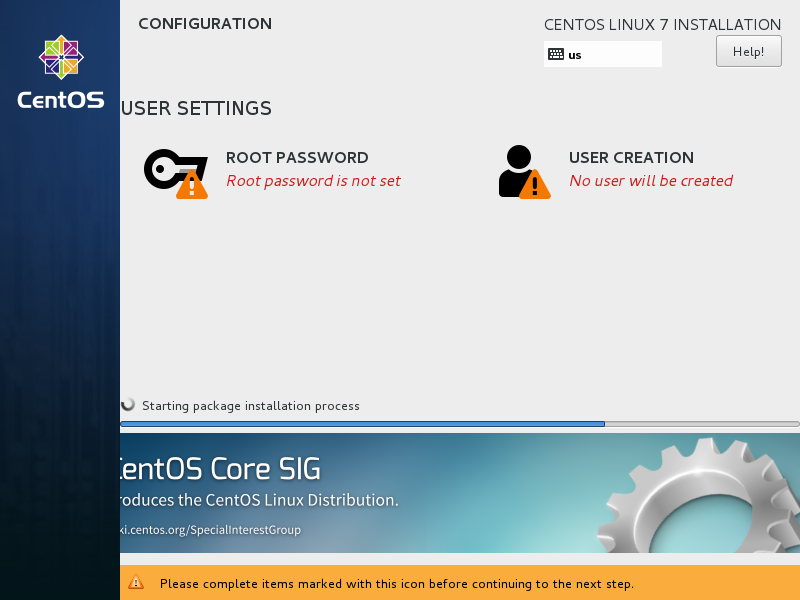 CONFIGURATION
CENTOS LINUX 7 INSTALLATION
us
Help!
CentOS
USER SETTINGS
ROOT PASSWORD
Root password is not set
USER CREATION
No user will be created
Starting package installation process
CentOS Core SIG
roduces the CentOS Linux Distribution.
ki.centos.org/SpecialInterestGroup
Please complete items marked with this icon before continuing to the next step.